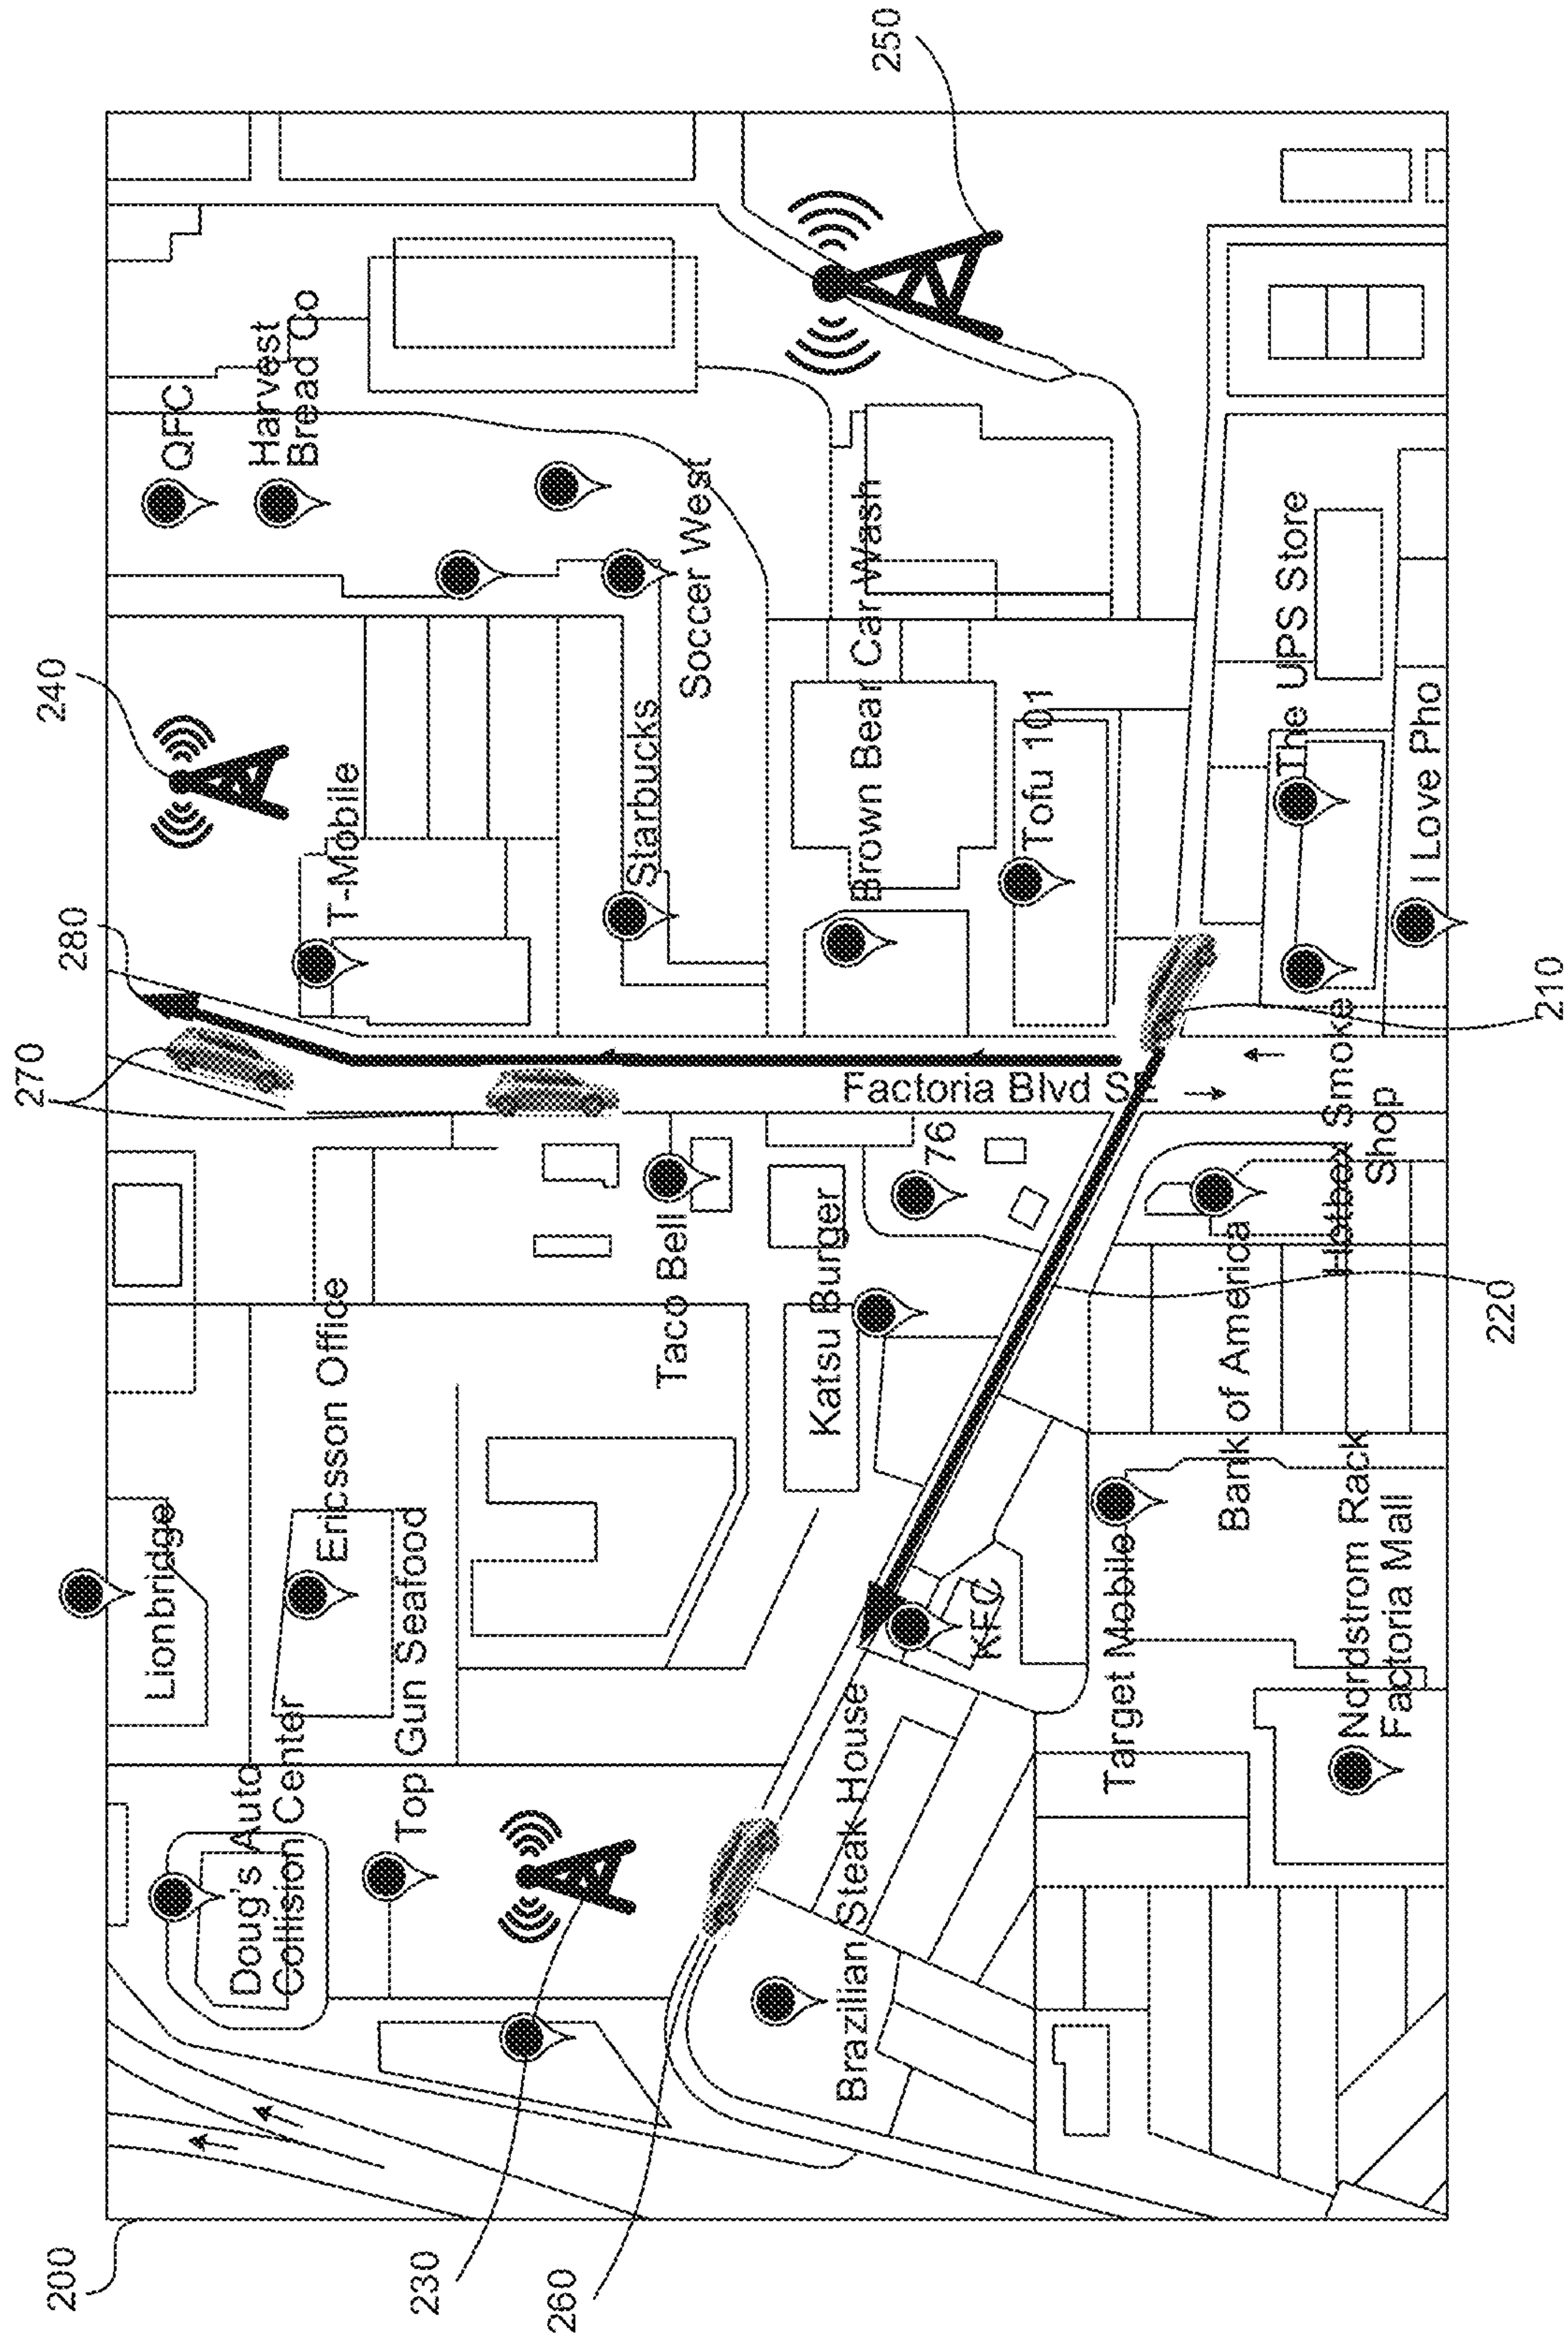 200
230
260
270
280
240
250
210
220
Lionbridge
Doug's Auto
Collision Center
Ericsson Office
Top Gun Seafood
Taco Bell
Katsu Burger
76
KFC
Brazilian Steak House
Target Mobile
Bank of America
Nordstrom Rack
Factoria Mall
Hotbox Smoke
Shop
Factoria Blvd SE
T-Mobile
QFC
Harvest
Bread Co
Starbucks
Soccer West
Brown Bear Car Wash
Tofu 101
The UPS Store
I Love Pho